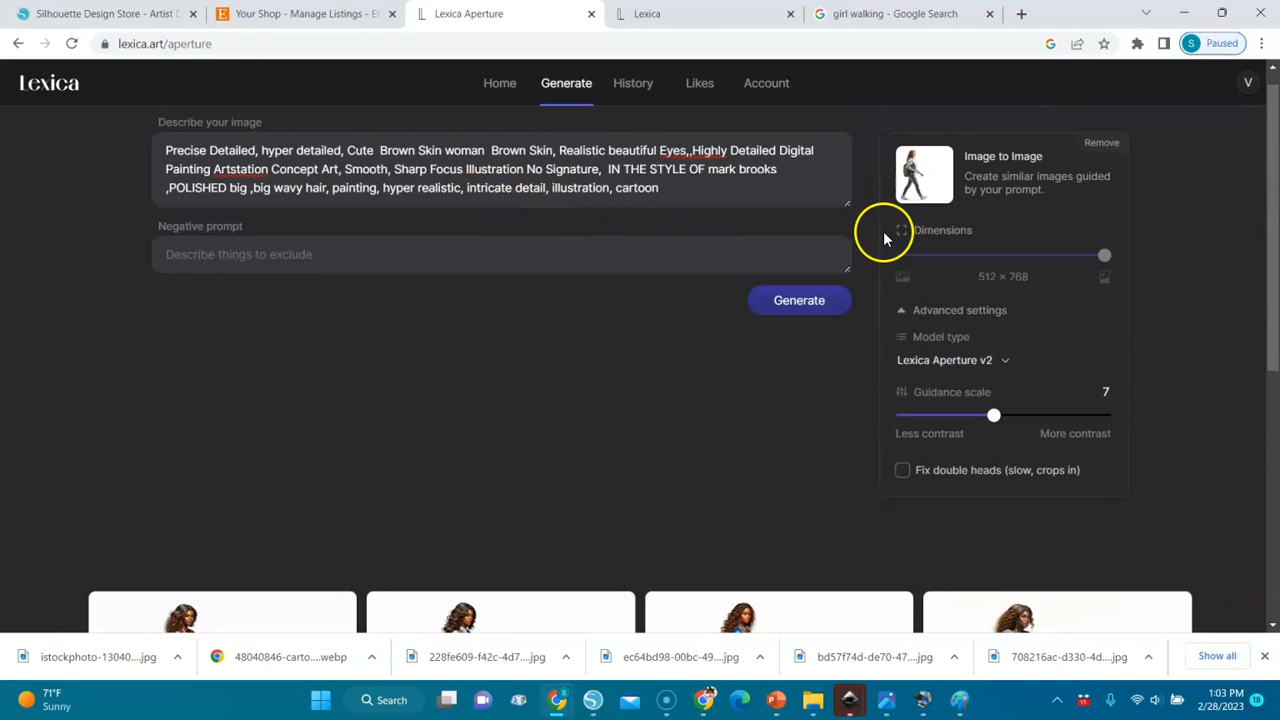 Silhouette Design Store - Artist D
Your Shop - Manage Listings - Et
Lexica Aperture
Lexica
girl walking - Google Search
lexica.art/aperture
S
Paused
Lexica
Home
Generate
History
Likes
Account
V
Describe your image
Precise Detailed, hyper detailed, Cute  Brown Skin woman  Brown Skin, Realistic beautiful Eyes,,Highly Detailed Digital
Painting Artstation Concept Art, Smooth, Sharp Focus Illustration No Signature,  IN THE STYLE OF mark brooks
,POLISHED big ,big wavy hair, painting, hyper realistic, intricate detail, illustration, cartoon
Negative prompt
Describe things to exclude
Generate
Remove
Image to Image
Create similar images guided
by your prompt.
Dimensions
512 × 768
Advanced settings
Model type
Lexica Aperture v2
Guidance scale
7
Less contrast
More contrast
Fix double heads (slow, crops in)
istockphoto-13040....jpg
48040846-carto....webp
228fe609-f42c-4d7....jpg
ec64bd98-00bc-49....jpg
bd57f74d-de70-47....jpg
708216ac-d330-4d....jpg
Show all
71°F
Sunny
Search
1:03 PM
2/28/2023
18